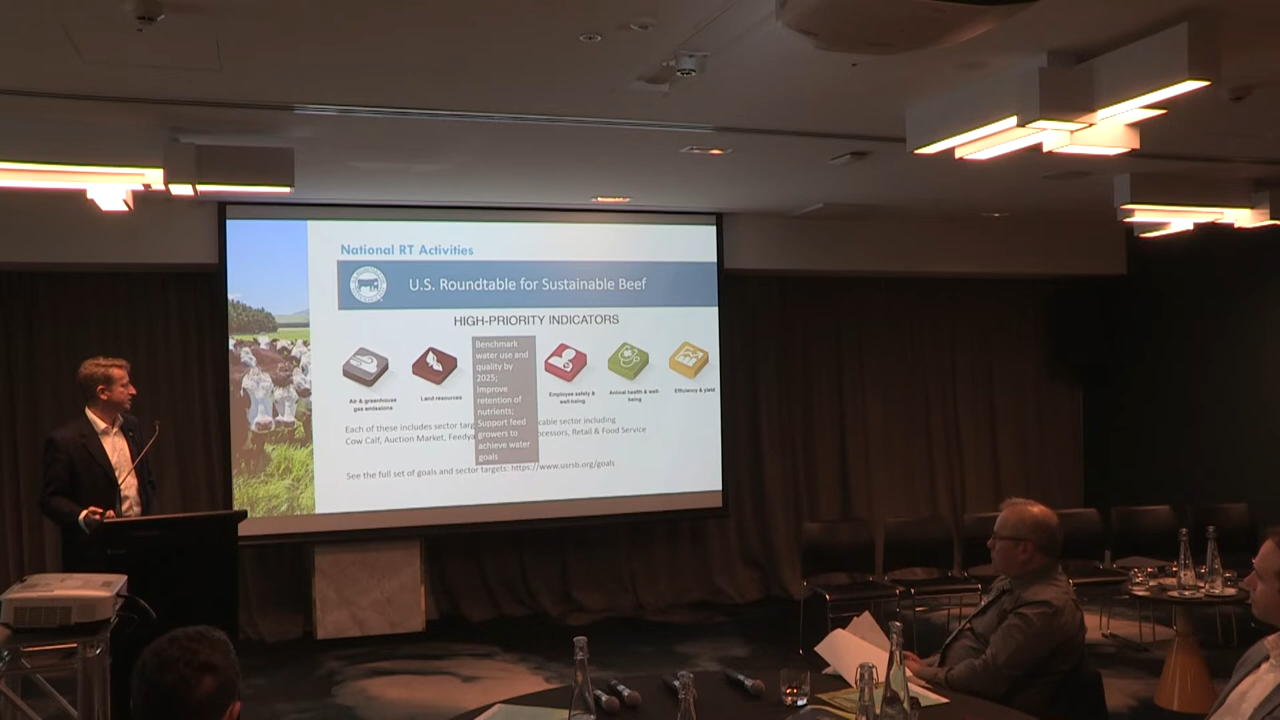 National RT Activities
U.S. Roundtable for Sustainable Beef
HIGH-PRIORITY INDICATORS
Benchmark
water use and
quality by
2025;
Improve
retention of
nutrients;
Support feed
growers to
achieve water
goals
Air & greenhouse
gas emissions
Land resources
Employee safety &
well-being
Animal health & well-
being
Efficiency & yield
Each of these includes sector targ cable sector including
Cow Calf, Auction Market, Feedya ocessors, Retail & Food Service
See the full set of goals and sector targets: https://www.usrsb.org/goals